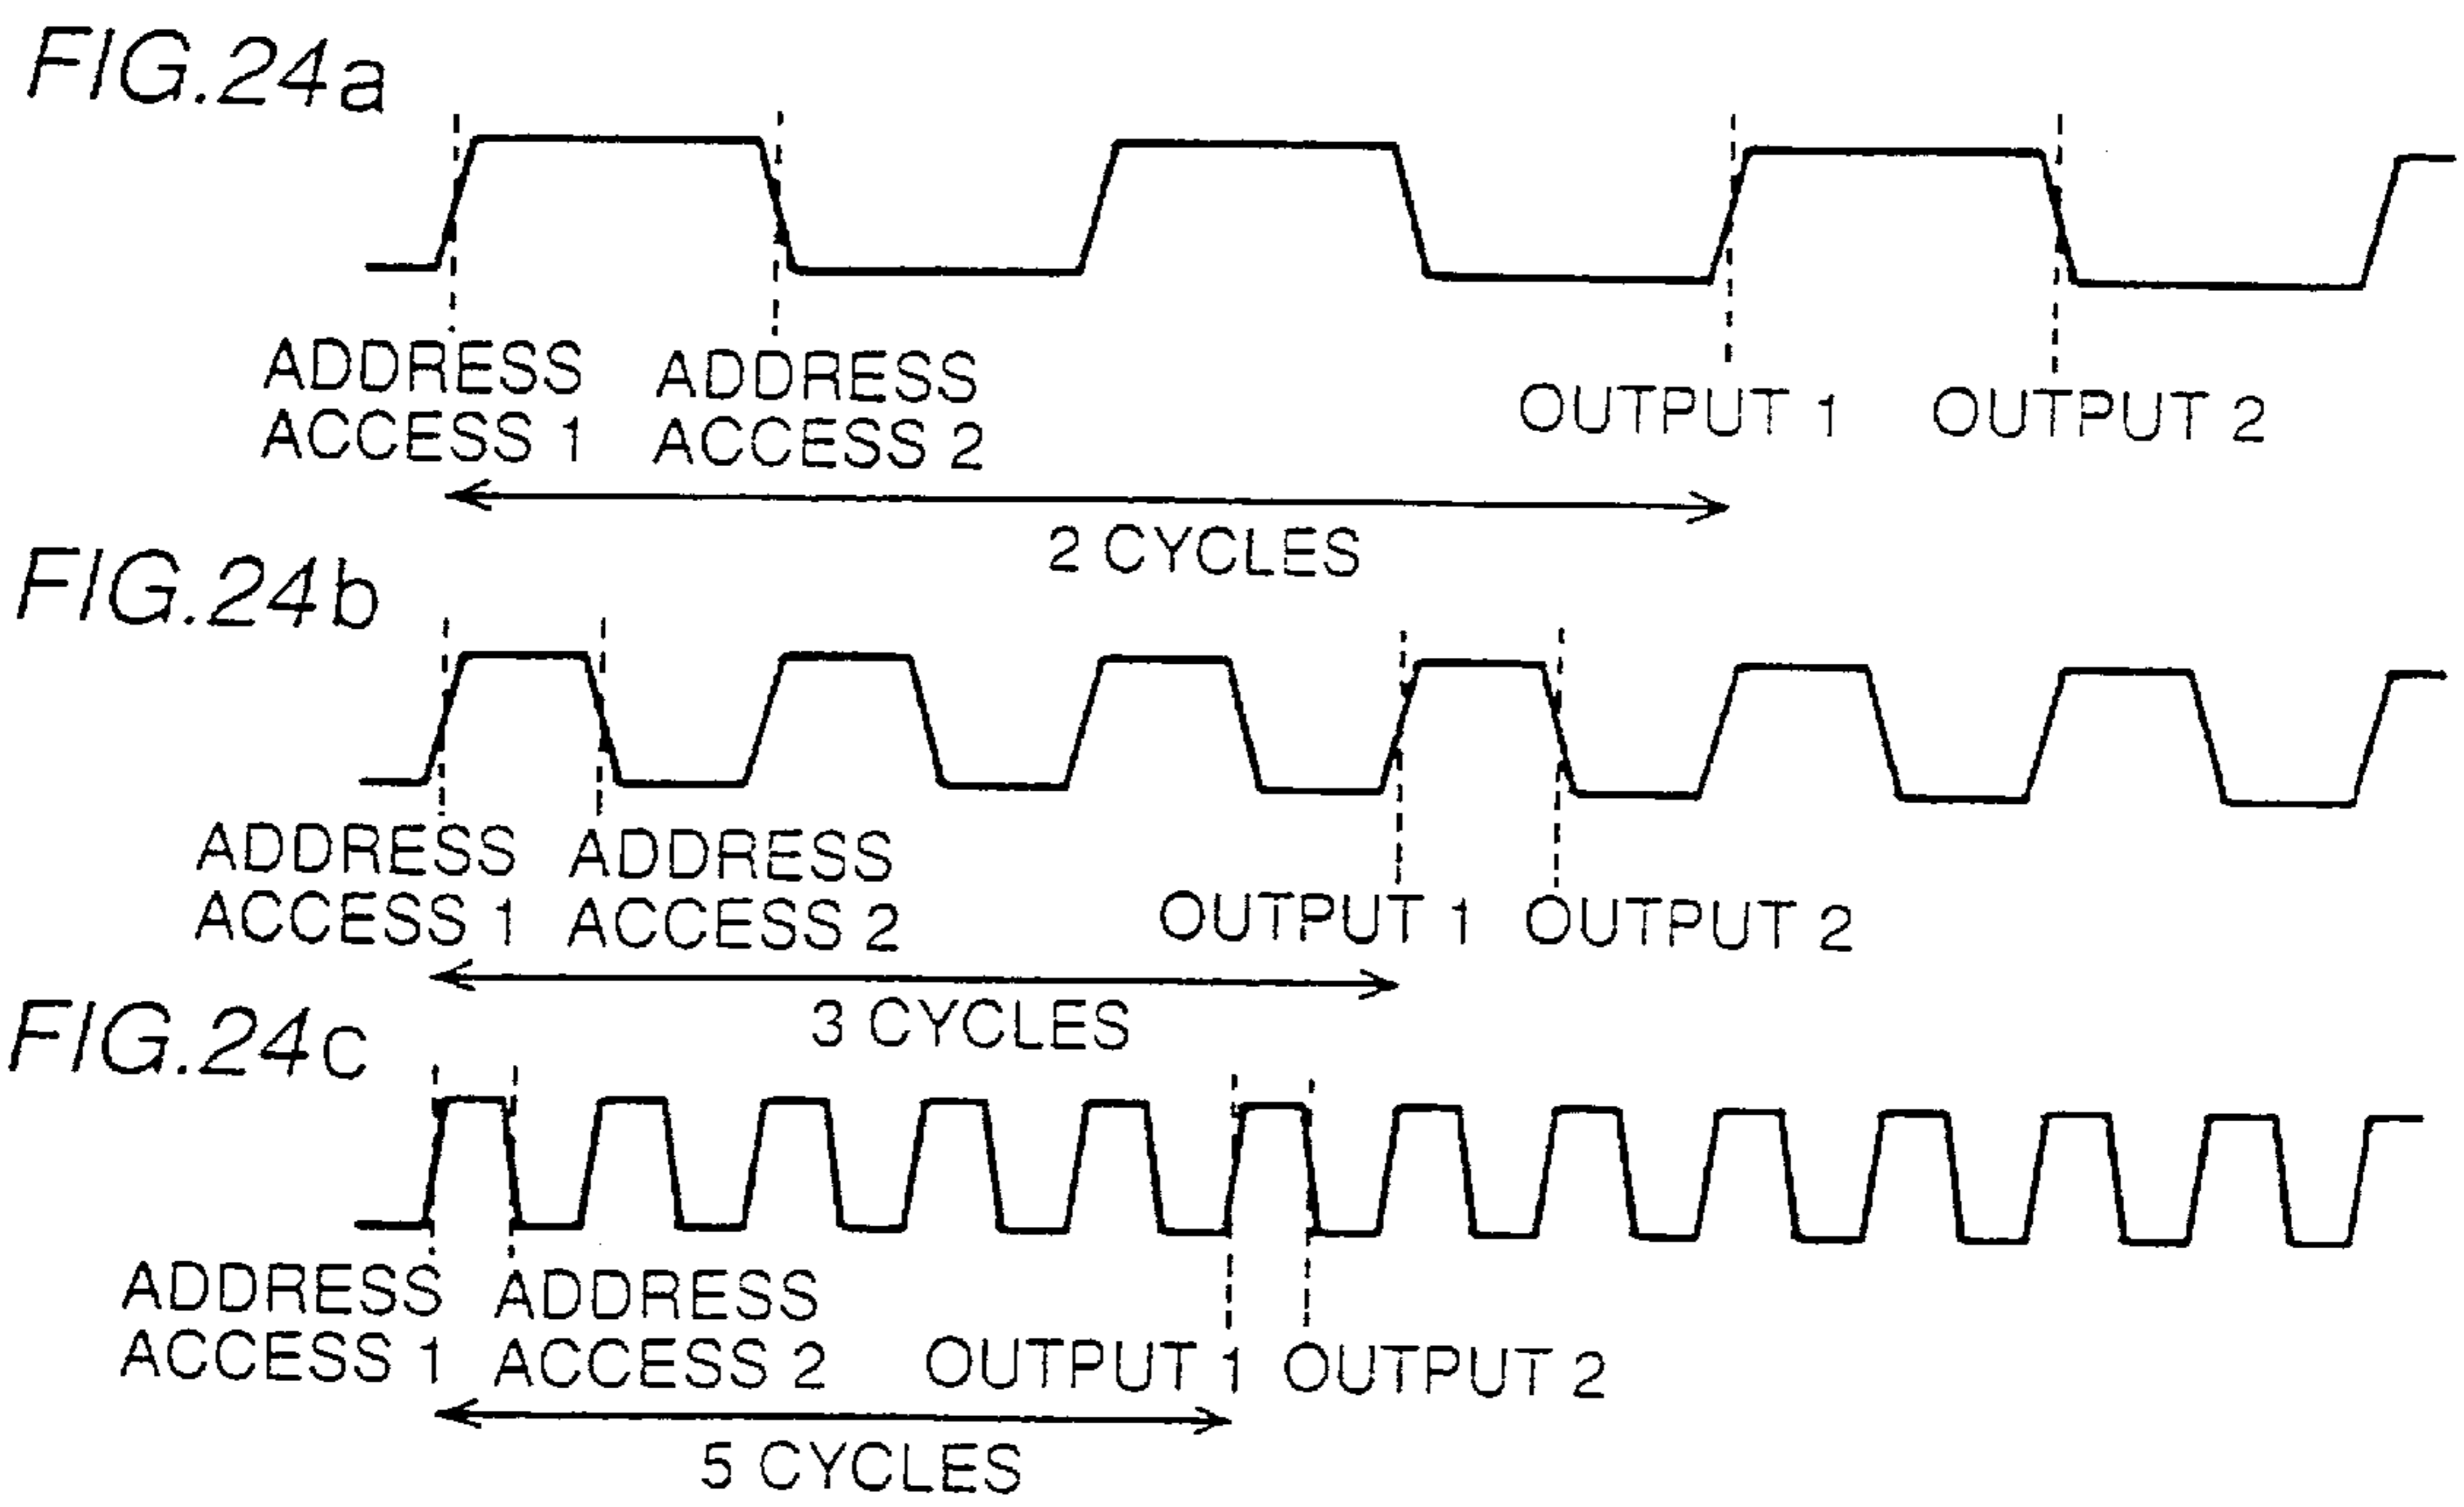 FIG.24a
ADDRESS ACCESS 1
ADDRESS ACCESS 2
OUTPUT 1
OUTPUT 2
2 CYCLES
FIG.24b
ADDRESS ACCESS 1
ADDRESS ACCESS 2
OUTPUT 1
OUTPUT 2
3 CYCLES
FIG.24c
ADDRESS ACCESS 1
ADDRESS ACCESS 2
OUTPUT 1
OUTPUT 2
5 CYCLES